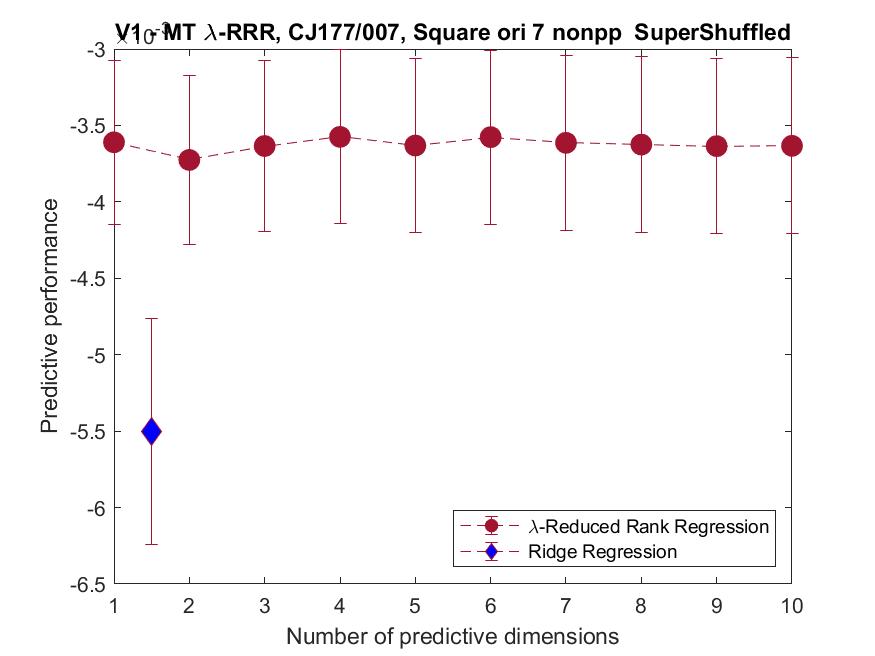 V1 - MT λ-RRR, CJ177/007, Square ori 7 nonpp SuperShuffled
×10⁻³
-3
-3.5
-4
-4.5
-5
-5.5
-6
-6.5
Predictive performance
λ-Reduced Rank Regression
Ridge Regression
1 2 3 4 5 6 7 8 9 10
Number of predictive dimensions